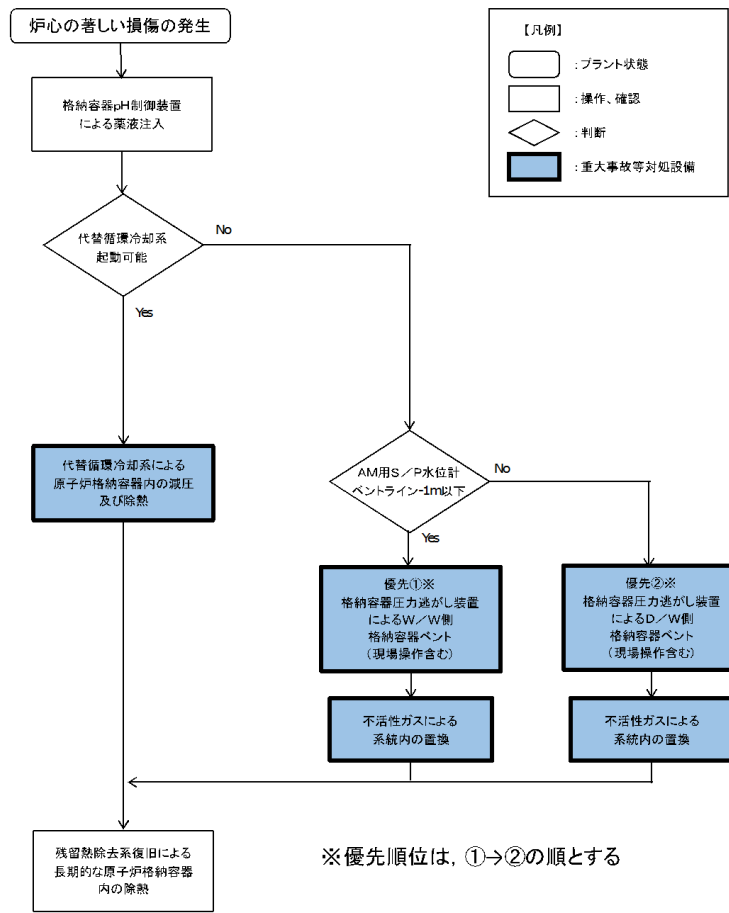 炉心の著しい損傷の発生
格納容器pH制御装置
による薬液注入
代替循環冷却系
起動可能
No
Yes
代替循環冷却系による
原子炉格納容器内の減圧
及び除熱
AM用S/P水位計
ベントライン-1m以下
No
Yes
優先①※
格納容器圧力逃がし装置
によるW/W側
格納容器ベント
(現場操作含む)
優先②※
格納容器圧力逃がし装置
によるD/W側
格納容器ベント
(現場操作含む)
不活性ガスによる
系統内の置換
不活性ガスによる
系統内の置換
残留熱除去系復旧による
長期的な原子炉格納容器
内の除熱
※優先順位は,①→②の順とする
【凡例】
:プラント状態
:操作、確認
:判断
:重大事故等対処設備